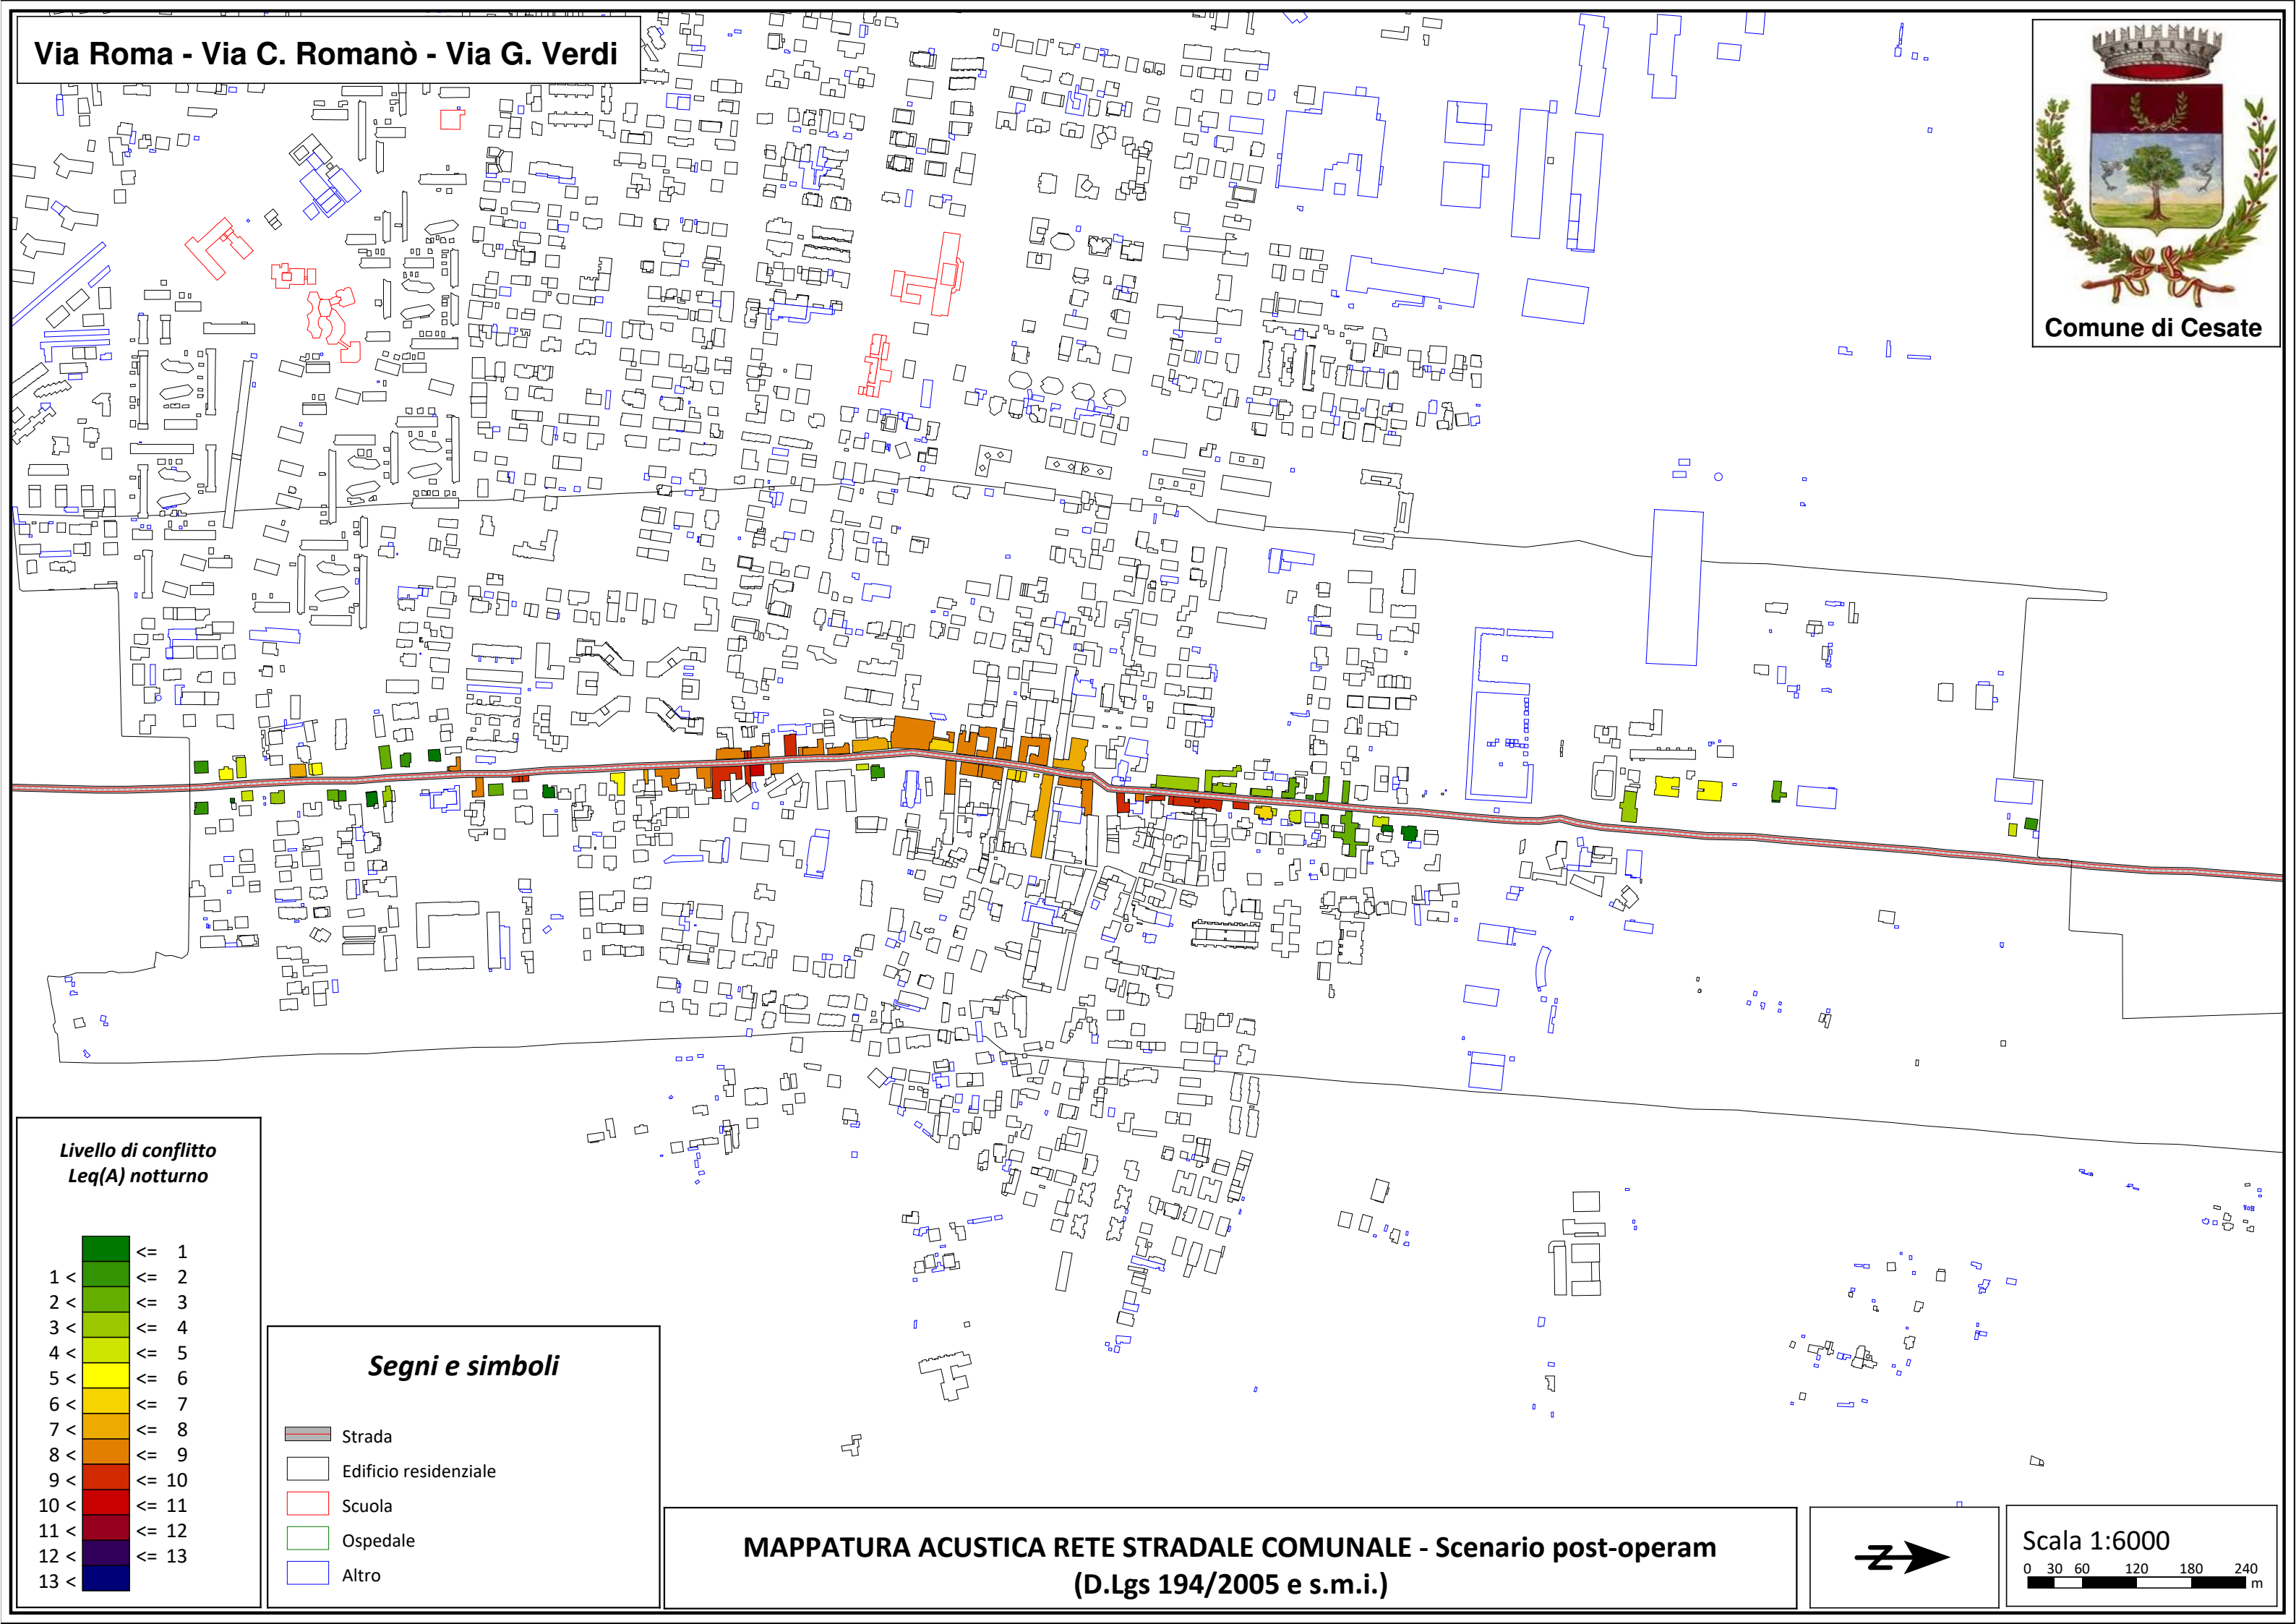 Via Roma - Via C. Romanò - Via G. Verdi
Comune di Cesate
Livello di conflitto
Leq(A) notturno
<= 1
1 < <= 2
2 < <= 3
3 < <= 4
4 < <= 5
5 < <= 6
6 < <= 7
7 < <= 8
8 < <= 9
9 < <= 10
10 < <= 11
11 < <= 12
12 < <= 13
13 <
Segni e simboli
Strada
Edificio residenziale
Scuola
Ospedale
Altro
MAPPATURA ACUSTICA RETE STRADALE COMUNALE - Scenario post-operam
(D.Lgs 194/2005 e s.m.i.)
N
Scala 1:6000
0 30 60 120 180 240
m